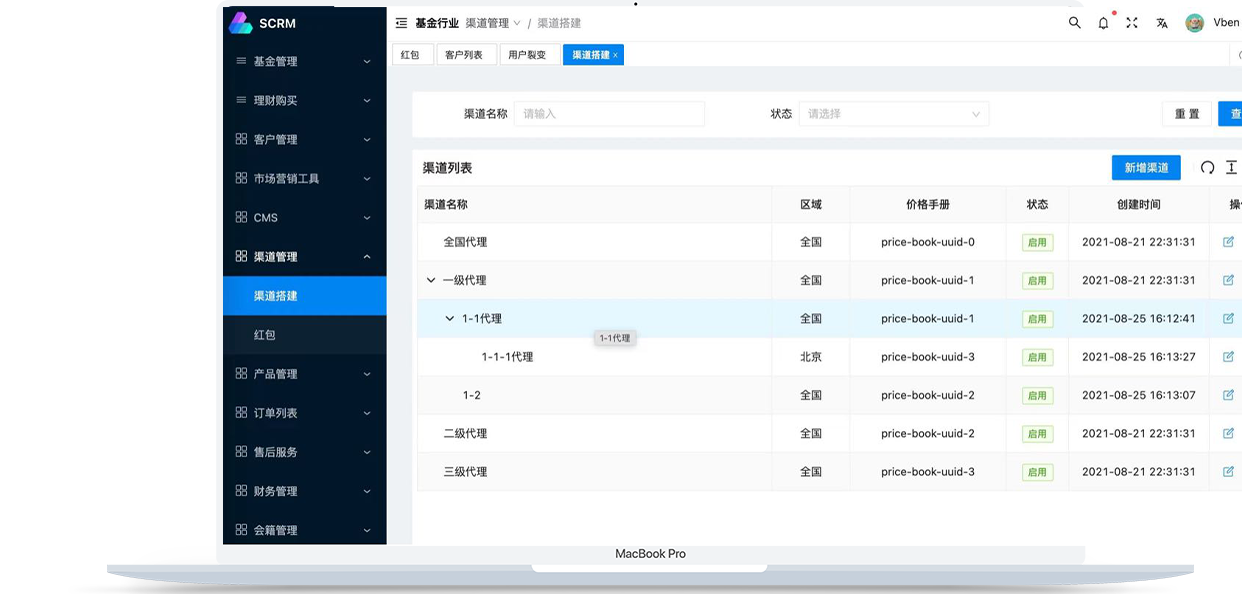 SCRM
基金行业 渠道管理 / 渠道搭建
Vben
红包 客户列表 用户裂变 渠道搭建 ×
基金管理
理财购买
客户管理
市场营销工具
CMS
渠道管理
渠道搭建
红包
产品管理
订单列表
售后服务
财务管理
会籍管理
渠道名称 请输入 状态 请选择 重 置 查
渠道列表 新增渠道
渠道名称 区域 价格手册 状态 创建时间 操
全国代理 全国 price-book-uuid-0 启用 2021-08-21 22:31:31
一级代理 全国 price-book-uuid-1 启用 2021-08-21 22:31:31
1-1代理 全国 price-book-uuid-1 启用 2021-08-25 16:12:41
1-1代理
1-1-1代理 北京 price-book-uuid-3 启用 2021-08-25 16:13:27
1-2 全国 price-book-uuid-2 启用 2021-08-25 16:13:07
二级代理 全国 price-book-uuid-2 启用 2021-08-21 22:31:31
三级代理 全国 price-book-uuid-3 启用 2021-08-21 22:31:31
MacBook Pro